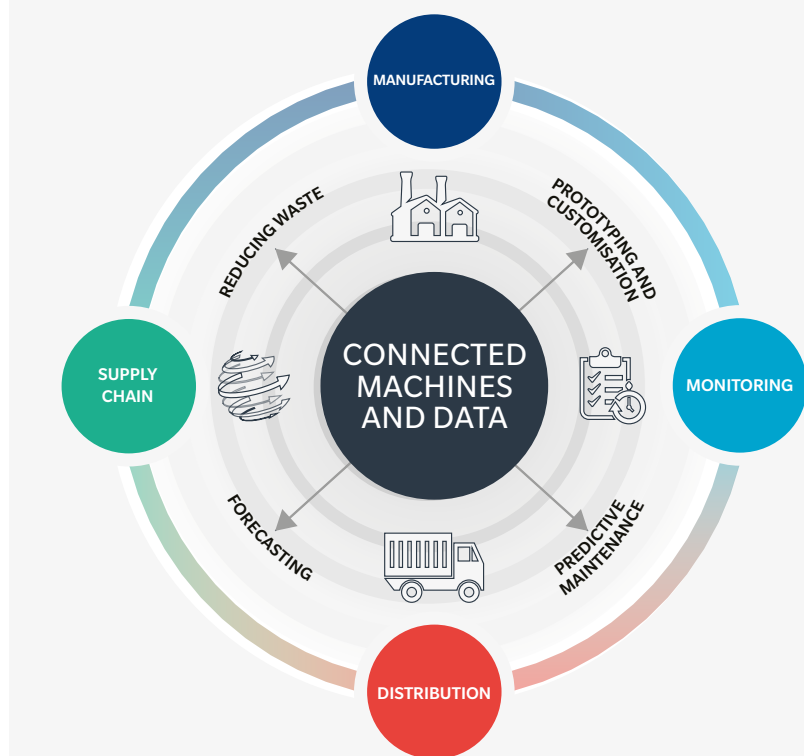 MANUFACTURING
REDUCING WASTE
PROTOTYPING AND
CUSTOMISATION
CONNECTED
MACHINES
AND DATA
SUPPLY
CHAIN
MONITORING
FORECASTING
PREDICTIVE
MAINTENANCE
DISTRIBUTION